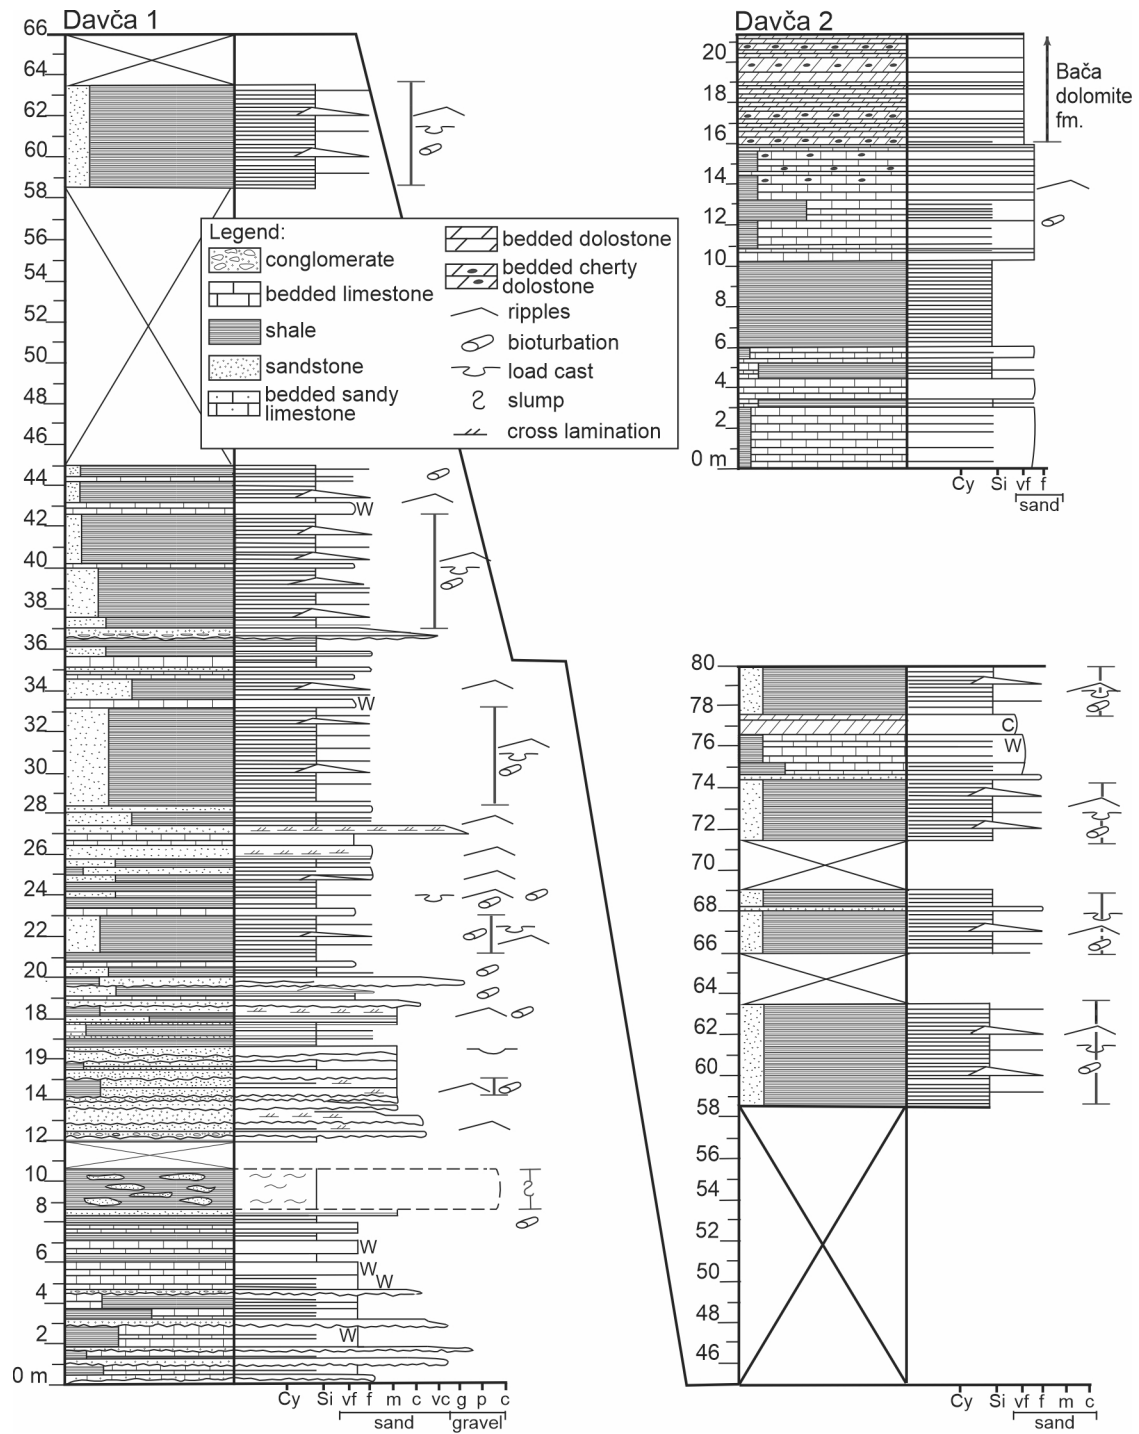 Davča 1
66
64
62
60
58
56
54
52
50
48
46
44
42
40
38
36
34
32
30
28
26
24
22
20
18
19
14
12
10
8
6
4
2
0 m
W
W
W
W
W
W
Cy Si vf f m c vc g p c
sand gravel
Legend:
conglomerate
bedded limestone
shale
sandstone
bedded sandy
limestone
bedded dolostone
bedded cherty
dolostone
ripples
bioturbation
load cast
slump
cross lamination
Davča 2
20
18
16
14
12
10
8
6
4
2
0 m
Bača
dolomite
fm.
Cy Si vf f
sand
80
78
76
74
72
70
68
66
64
62
60
58
56
54
52
50
48
46
C
W
Cy Si vf f m c
sand